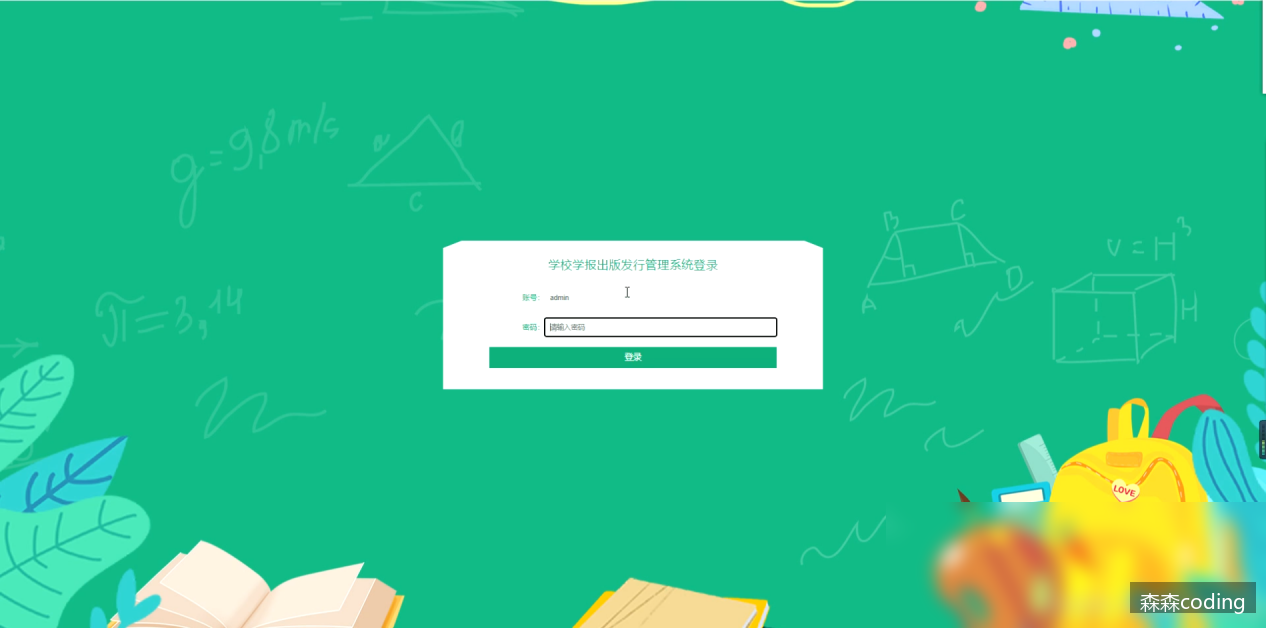 g=9,8 m/s
a
B
C
B
C
V=H³
D
A
H
π=3,14
学校学报出版发行管理系统登录
账号： admin
密码： 请输入密码
登录
LOVE
森森coding